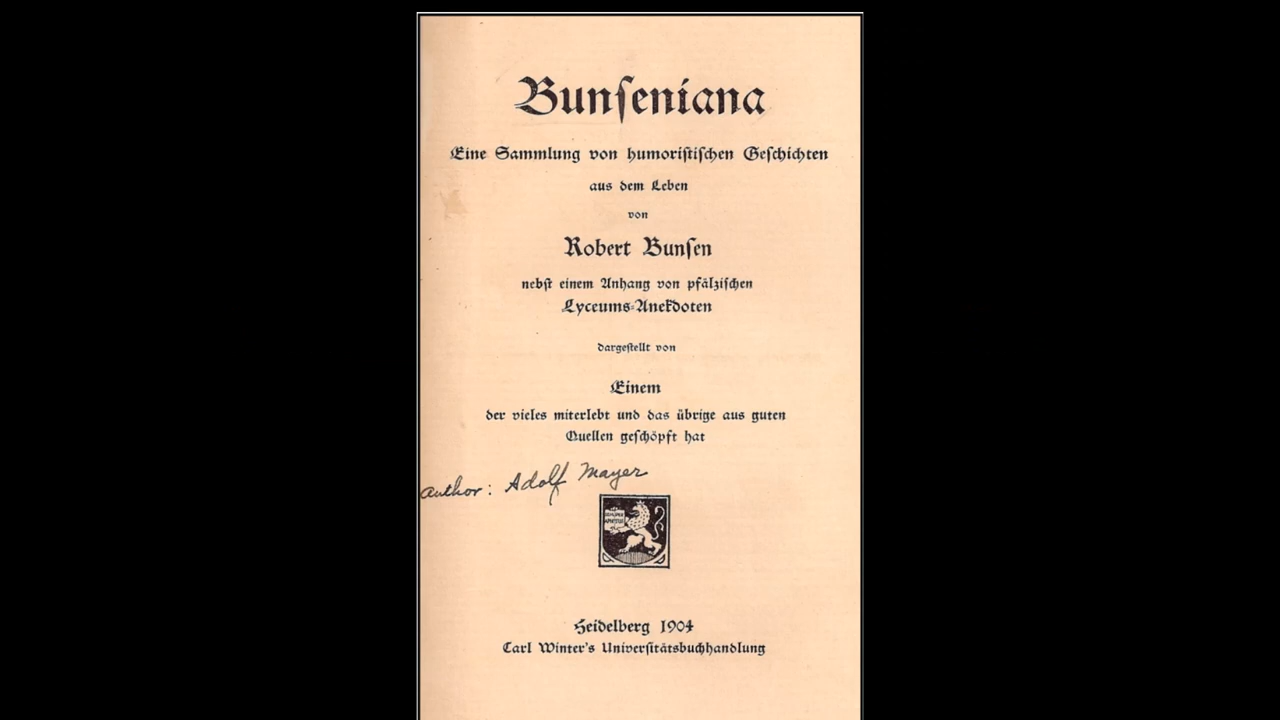 Bunſeniana
Eine Sammlung von humoriſtiſchen Geſchichten
aus dem Leben
von
Robert Bunſen
nebſt einem Anhang von pfälziſchen
Lyceums-Anekdoten
dargeſtellt von
Einem
der vieles miterlebt und das übrige aus guten
Quellen geſchöpft hat
author: Adolf Mayer
SEMPER
APERTUS
Heidelberg 1904
Carl Winter's Univerſitätsbuchhandlung